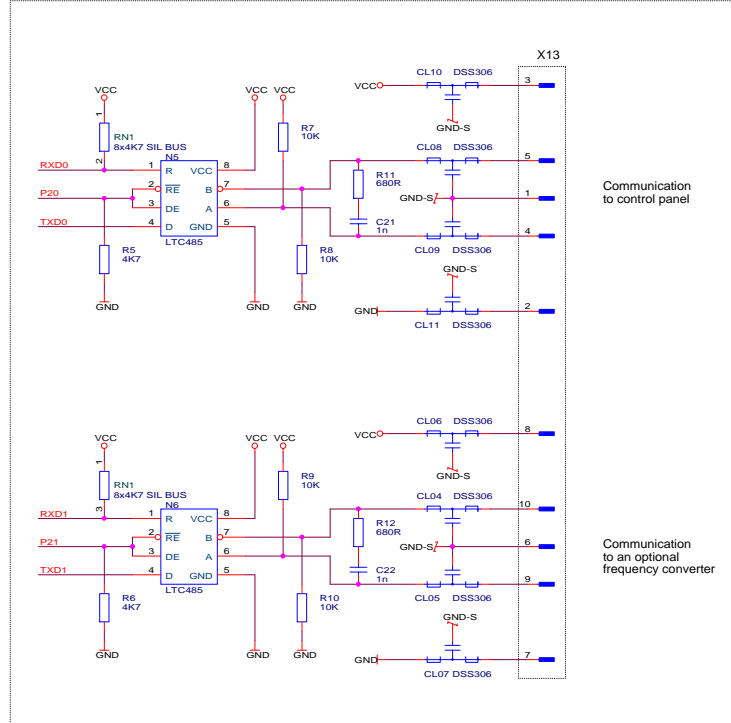 X13
CL10 DSS306
3
VCC
VCC
VCC VCC
GND-S
1
R7
10K
RN1
8x4K7 SIL BUS
N5
2
CL08 DSS306
5
RXD0
1
R
VCC
8
R11
680R
P20
2
RE
B
7
GND-S
1
Communication
to control panel
3
DE
A
6
C21
1n
TXD0
4
D
GND
5
4
LTC485
R5
4K7
R8
10K
CL09 DSS306
GND-S
GND
GND
GND
GND
2
CL11 DSS306
CL06 DSS306
VCC
8
VCC
VCC VCC
GND-S
1
R9
10K
RN1
8x4K7 SIL BUS
N6
3
CL04 DSS306
10
RXD1
1
R
VCC
8
R12
680R
P21
2
RE
B
7
GND-S
6
Communication
to an optional
frequency converter
3
DE
A
6
C22
1n
TXD1
4
D
GND
5
9
LTC485
R6
4K7
R10
10K
CL05 DSS306
GND-S
GND
GND
GND
GND
7
CL07 DSS306